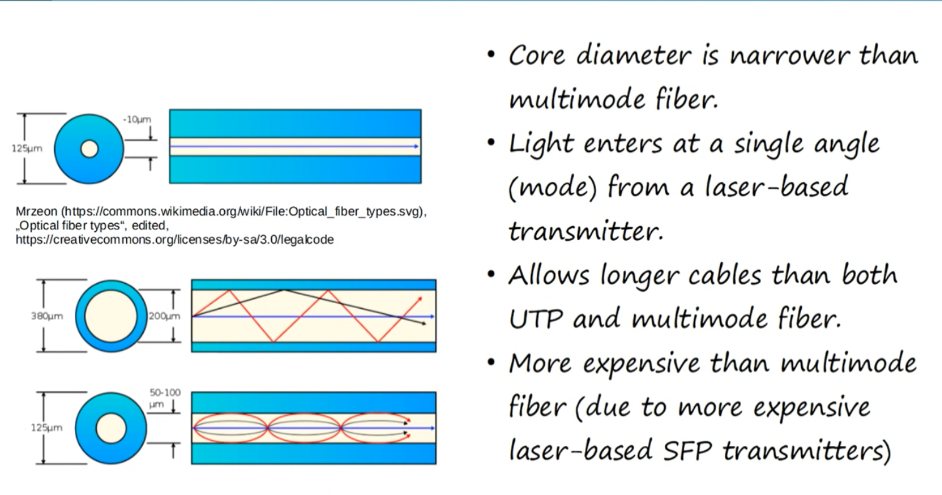 ~10µm
125µm
Mrzeon (https://commons.wikimedia.org/wiki/File:Optical_fiber_types.svg),
„Optical fiber types“, edited,
https://creativecommons.org/licenses/by-sa/3.0/legalcode
380µm
200µm
50-100
µm
125µm
• Core diameter is narrower than
multimode fiber.
• Light enters at a single angle
(mode) from a laser-based
transmitter.
• Allows longer cables than both
UTP and multimode fiber.
• More expensive than multimode
fiber (due to more expensive
laser-based SFP transmitters)